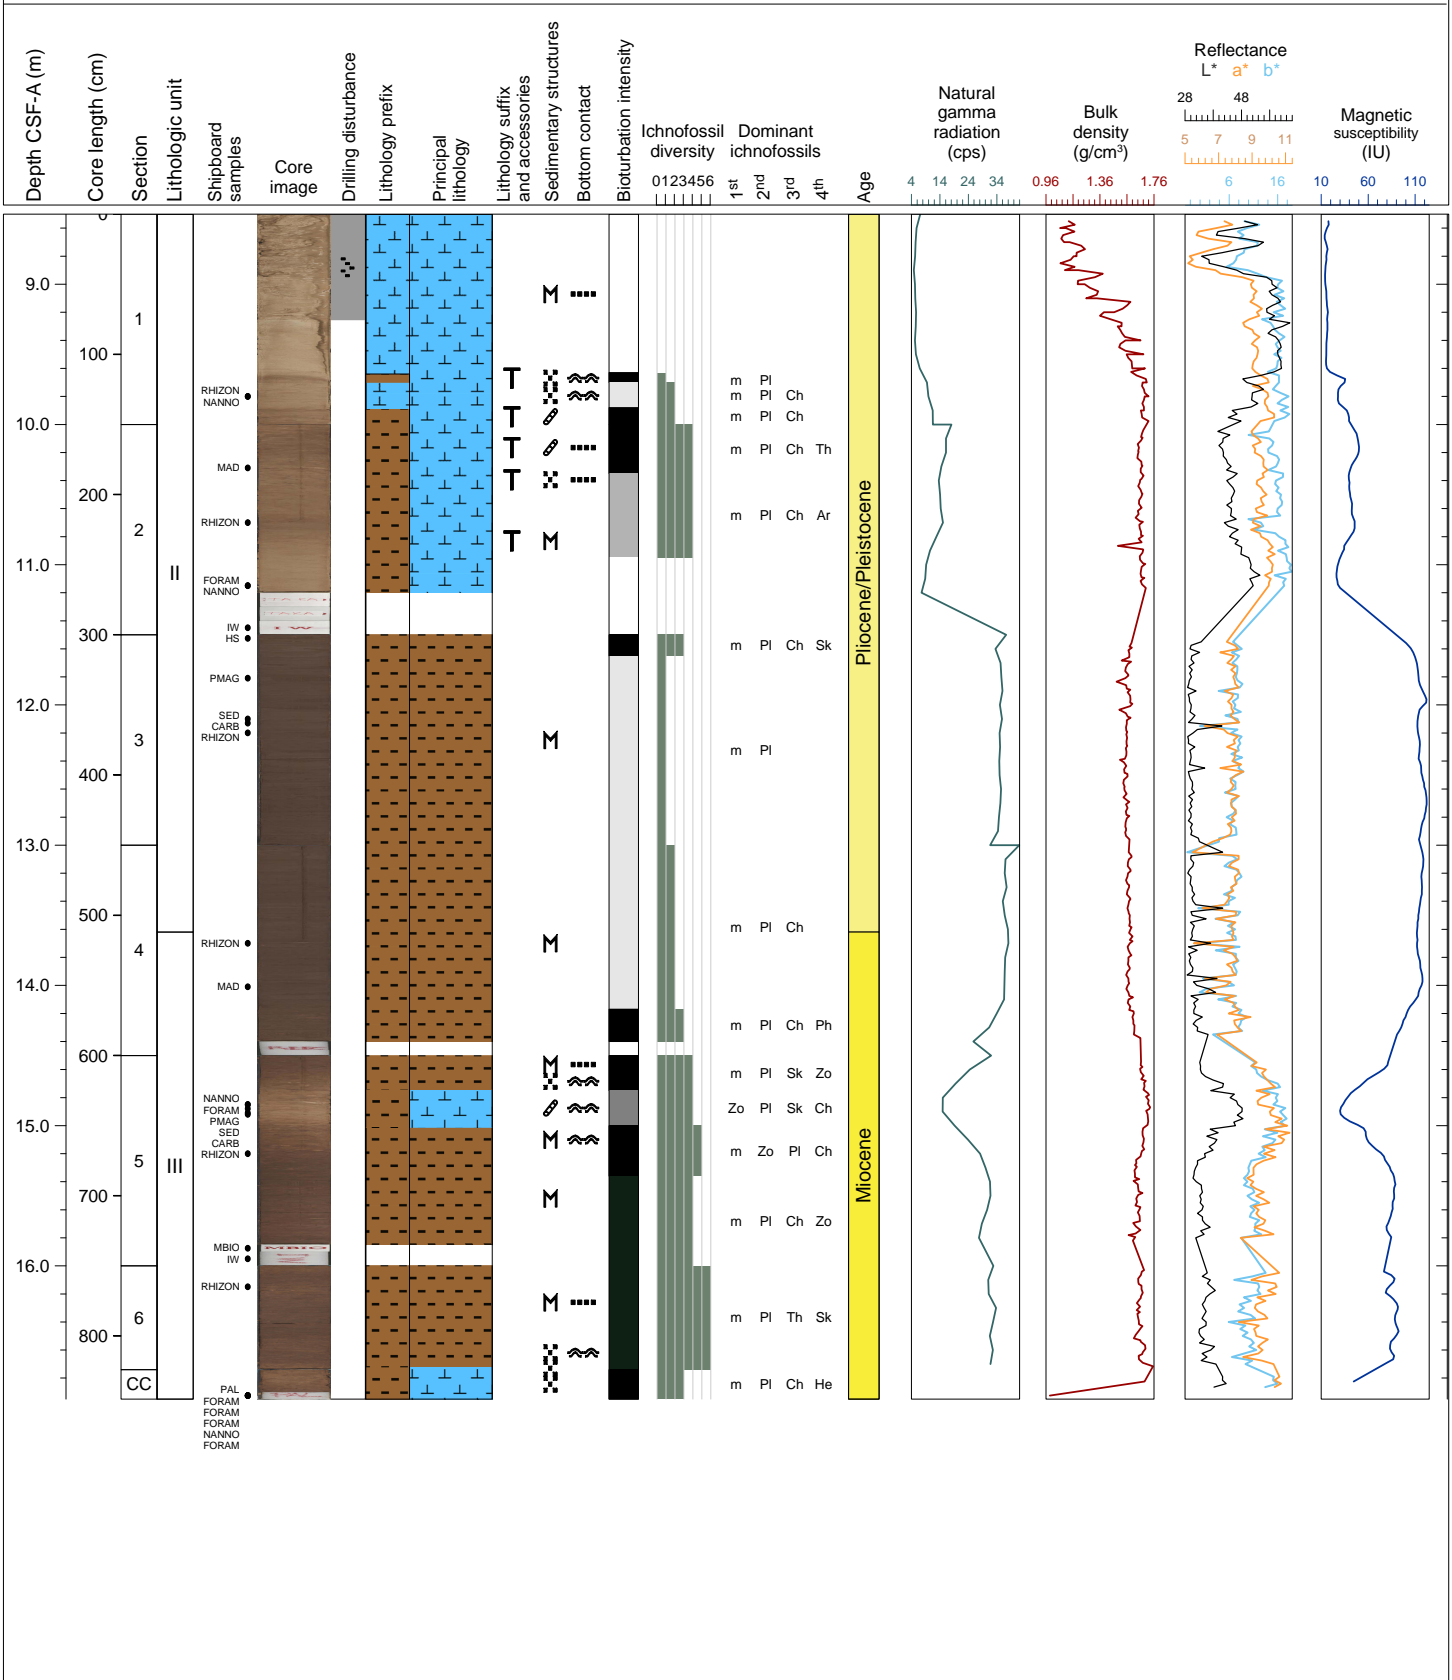 Depth CSF-A (m)
Core length (cm)
Section
Lithologic unit
Shipboard
samples
Core
image
Drilling disturbance
Lithology prefix
Principal
lithology
Lithology suffix
and accessories
Sedimentary structures
Bottom contact
Bioturbation intensity
Ichnofossil
diversity
0123456
Dominant
ichnofossils
1st 2nd 3rd 4th
Age
Natural
gamma
radiation
(cps)
4 14 24 34
Bulk
density
(g/cm³)
0.96 1.36 1.76
Reflectance
L* a* b*
28 48
5 7 9 11
6 16
Magnetic
susceptibility
(IU)
10 60 110
0
9.0
1
100
RHIZON
NANNO
m Pl
m Pl Ch
m Pl Ch
10.0
m Pl Ch Th
MAD
200
m Pl Ch Ar
RHIZON
2
11.0
II
FORAM
NANNO
IW
HS
300
m Pl Ch Sk
Pliocene/Pleistocene
PMAG
12.0
SED
CARB
RHIZON
3
m Pl
400
13.0
500
m Pl Ch
RHIZON
4
14.0
MAD
m Pl Ch Ph
600
m Pl Sk Zo
NANNO
FORAM
PMAG
SED
CARB
RHIZON
Zo Pl Sk Ch
15.0
m Zo Pl Ch
5
III
Miocene
700
m Pl Ch Zo
MBIO
IW
MBIO
16.0
RHIZON
6
m Pl Th Sk
800
CC
m Pl Ch He
PAL
FORAM
FORAM
FORAM
NANNO
FORAM